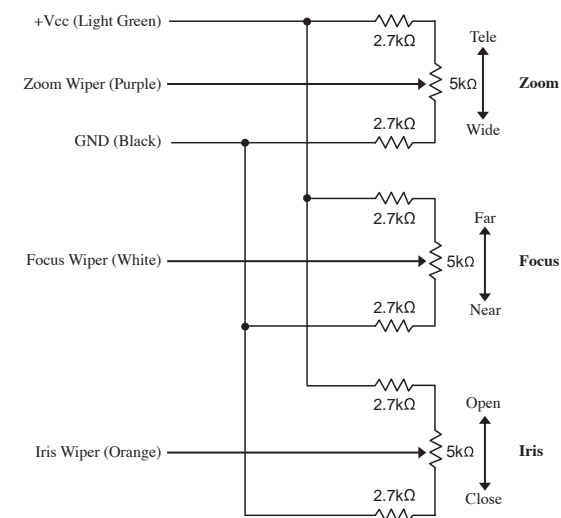 +Vcc (Light Green)
2.7kΩ
Tele
Zoom Wiper (Purple)
5kΩ
Zoom
2.7kΩ
GND (Black)
Wide
2.7kΩ
Far
Focus Wiper (White)
5kΩ
Focus
2.7kΩ
Near
2.7kΩ
Open
Iris Wiper (Orange)
5kΩ
Iris
2.7kΩ
Close